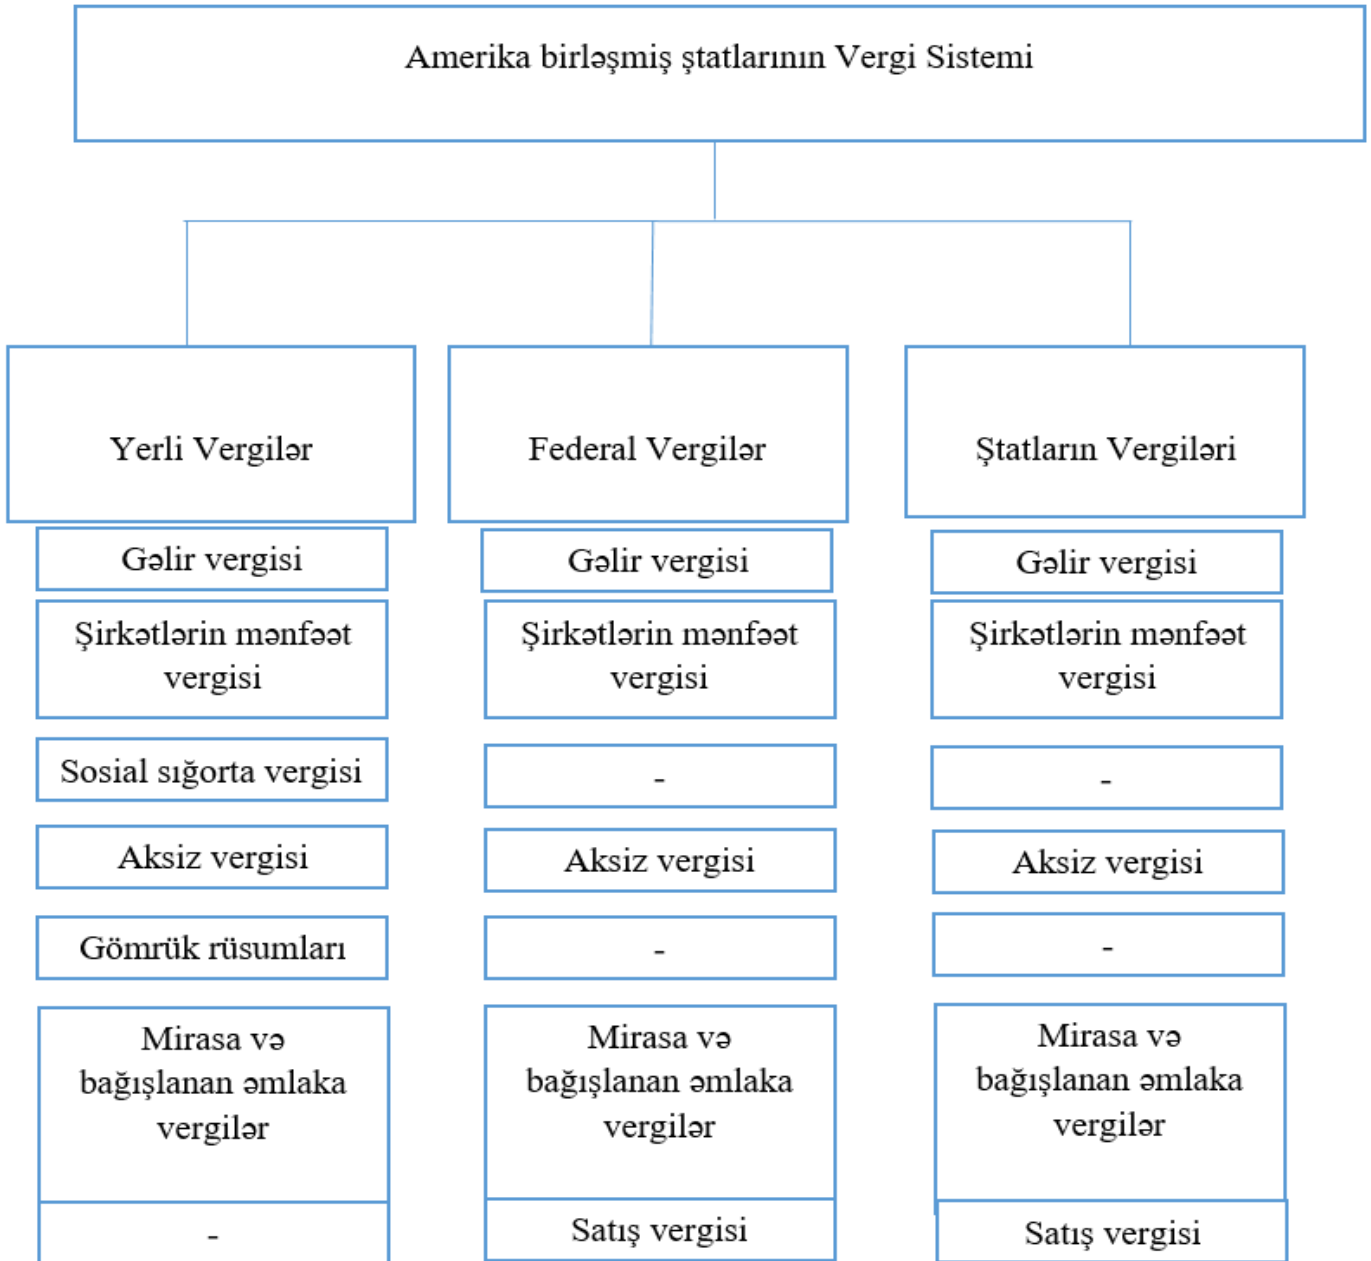 Amerika birləşmiş ştatlarının Vergi Sistemi
Yerli Vergilər
Federal Vergilər
Ştatların Vergiləri
Gəlir vergisi
Gəlir vergisi
Gəlir vergisi
Şirkətlərin mənfəət
vergisi
Şirkətlərin mənfəət
vergisi
Şirkətlərin mənfəət
vergisi
Sosial sığorta vergisi
-
-
Aksiz vergisi
Aksiz vergisi
Aksiz vergisi
Gömrük rüsumları
-
-
Mirasa və
bağışlanan əmlaka
vergilər
Mirasa və
bağışlanan əmlaka
vergilər
Mirasa və
bağışlanan əmlaka
vergilər
-
Satış vergisi
Satış vergisi